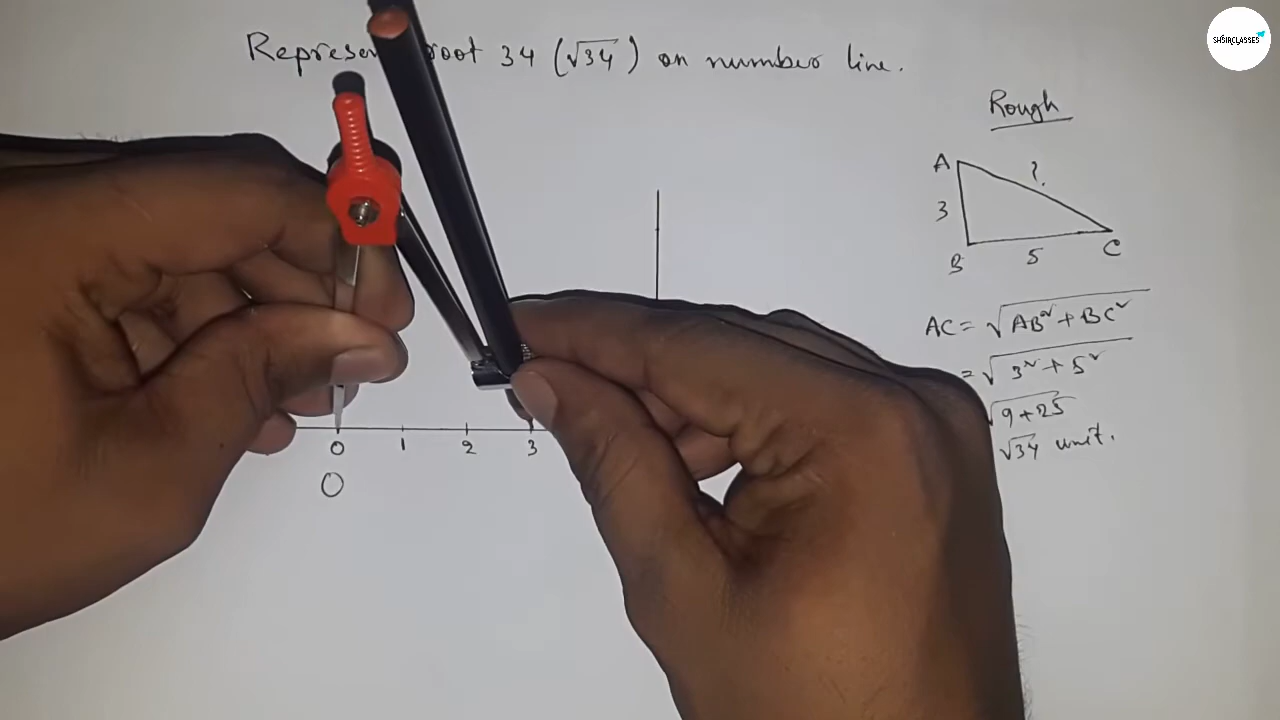 root 34 (√34) on number line.
SHSIRCLASSES
Rough
A
?
3
B
5
C
AC = √AB²+BC²
= √3²+5²
√9+25
√34 unit.
0 1 2 3
O